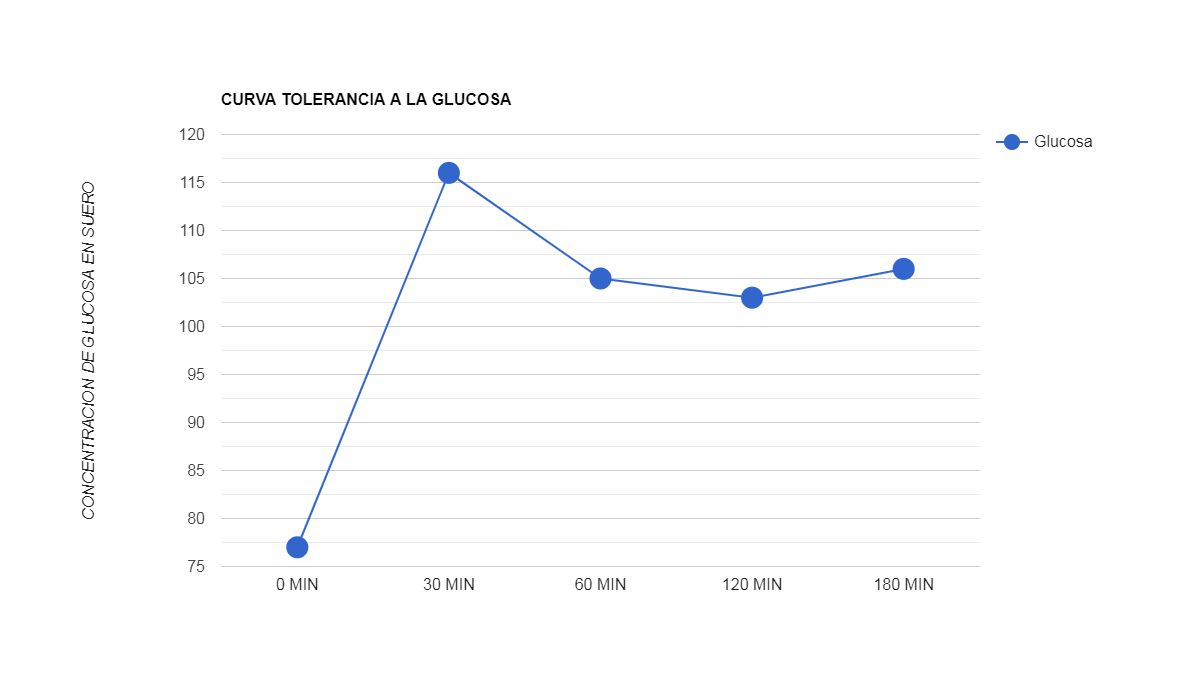 CURVA TOLERANCIA A LA GLUCOSA
Glucosa
CONCENTRACION DE GLUCOSA EN SUERO
120
115
110
105
100
95
90
85
80
75
0 MIN
30 MIN
60 MIN
120 MIN
180 MIN